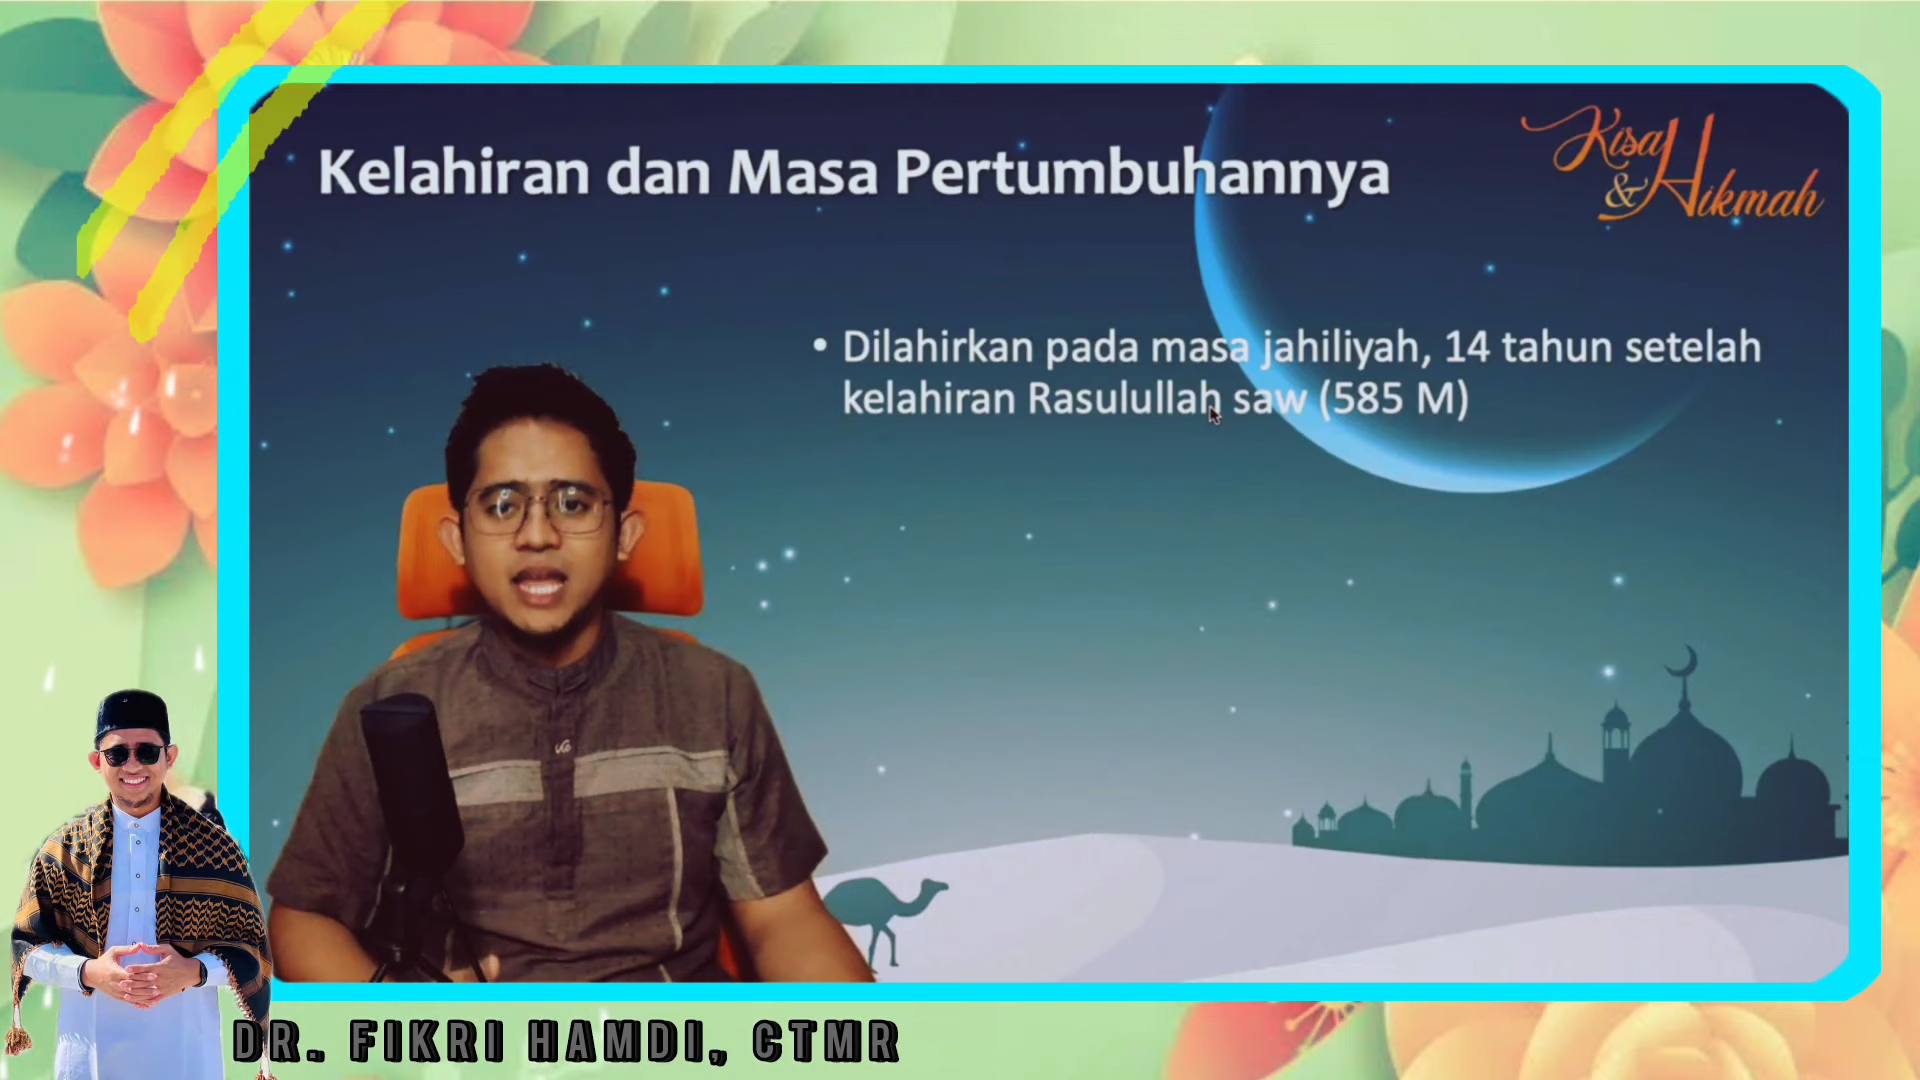 Kelahiran dan Masa Pertumbuhannya
Kisah
& Hikmah
• Dilahirkan pada masa jahiliyah, 14 tahun setelah
kelahiran Rasulullah saw (585 M)
DR. FIKRI HAMDI, CTMR